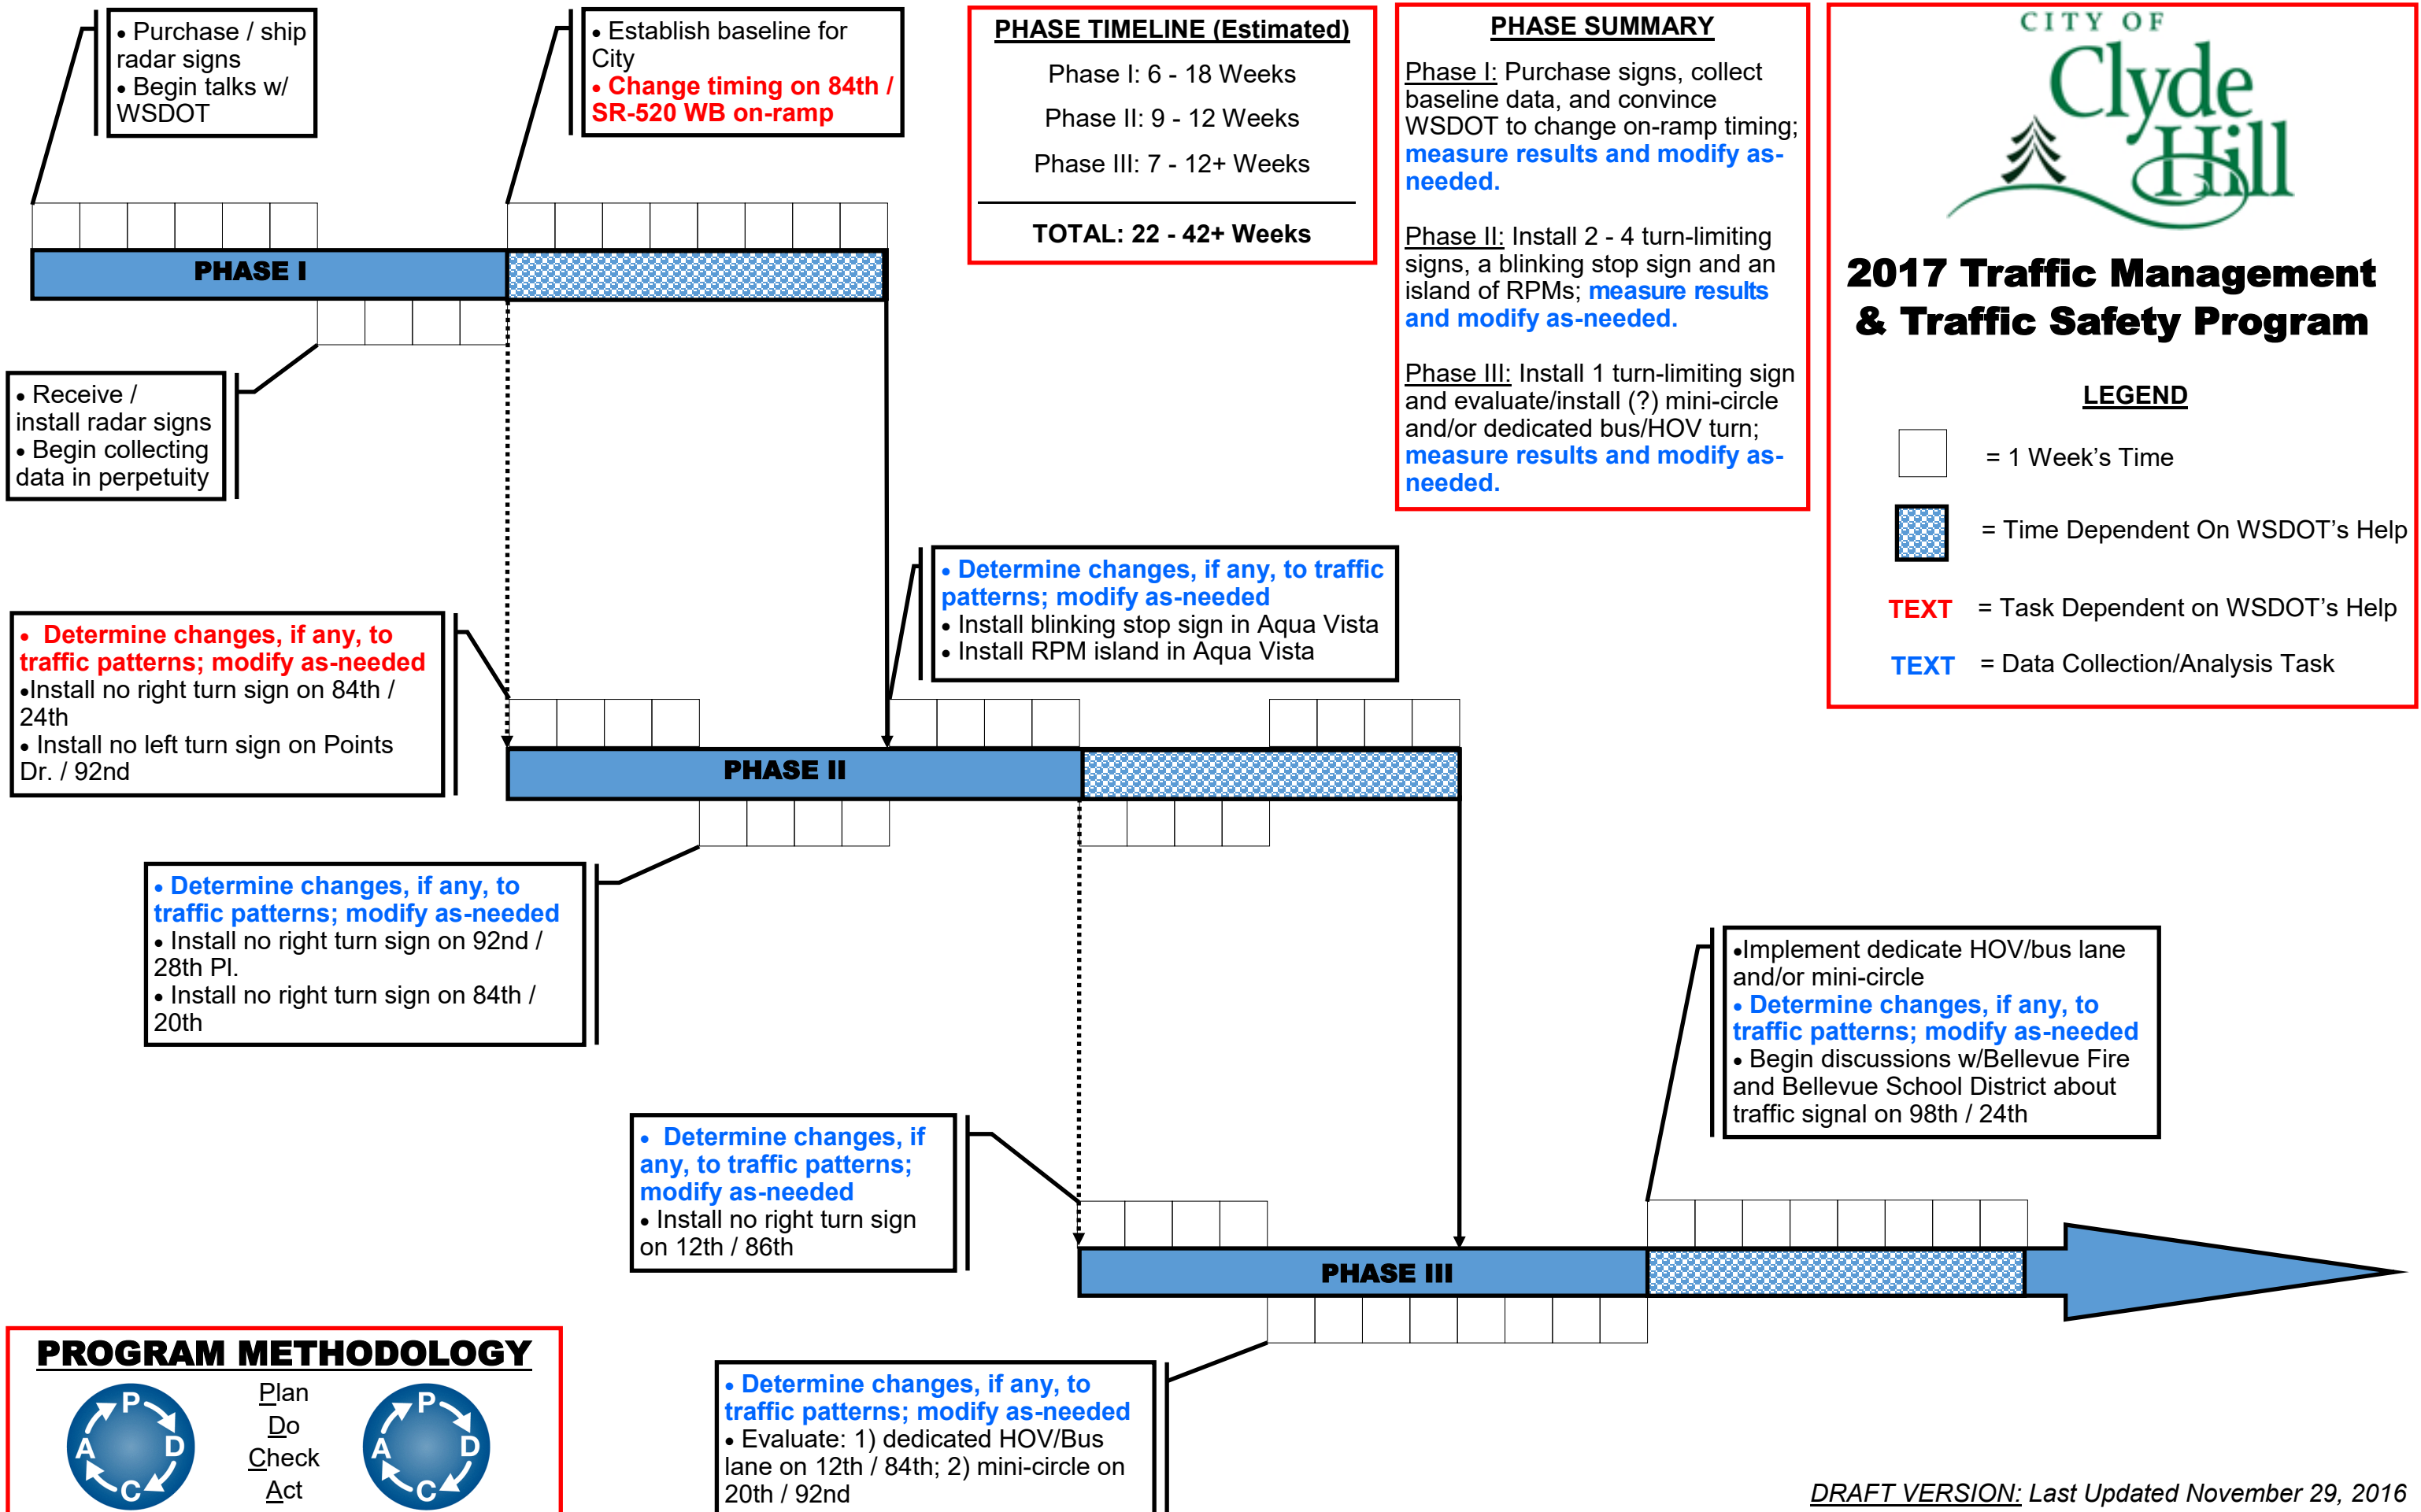 • Purchase / ship
radar signs
• Begin talks w/
WSDOT
• Establish baseline for
City
• Change timing on 84th /
SR-520 WB on-ramp
PHASE TIMELINE (Estimated)
Phase I: 6 - 18 Weeks
Phase II: 9 - 12 Weeks
Phase III: 7 - 12+ Weeks
TOTAL: 22 - 42+ Weeks
PHASE SUMMARY
Phase I: Purchase signs, collect
baseline data, and convince
WSDOT to change on-ramp timing;
measure results and modify as-
needed.
Phase II: Install 2 - 4 turn-limiting
signs, a blinking stop sign and an
island of RPMs; measure results
and modify as-needed.
Phase III: Install 1 turn-limiting sign
and evaluate/install (?) mini-circle
and/or dedicated bus/HOV turn;
measure results and modify as-
needed.
CITY OF
Clyde
Hill
2017 Traffic Management
& Traffic Safety Program
LEGEND
= 1 Week's Time
= Time Dependent On WSDOT's Help
TEXT = Task Dependent on WSDOT's Help
TEXT = Data Collection/Analysis Task
PHASE I
• Receive /
install radar signs
• Begin collecting
data in perpetuity
• Determine changes, if any, to
traffic patterns; modify as-needed
•Install no right turn sign on 84th /
24th
• Install no left turn sign on Points
Dr. / 92nd
• Determine changes, if any, to traffic
patterns; modify as-needed
• Install blinking stop sign in Aqua Vista
• Install RPM island in Aqua Vista
PHASE II
• Determine changes, if any, to
traffic patterns; modify as-needed
• Install no right turn sign on 92nd /
28th Pl.
• Install no right turn sign on 84th /
20th
•Implement dedicate HOV/bus lane
and/or mini-circle
• Determine changes, if any, to
traffic patterns; modify as-needed
• Begin discussions w/Bellevue Fire
and Bellevue School District about
traffic signal on 98th / 24th
• Determine changes, if
any, to traffic patterns;
modify as-needed
• Install no right turn sign
on 12th / 86th
PHASE III
• Determine changes, if any, to
traffic patterns; modify as-needed
• Evaluate: 1) dedicated HOV/Bus
lane on 12th / 84th; 2) mini-circle on
20th / 92nd
PROGRAM METHODOLOGY
P
D
C
A
Plan
Do
Check
Act
P
D
C
A
DRAFT VERSION: Last Updated November 29, 2016